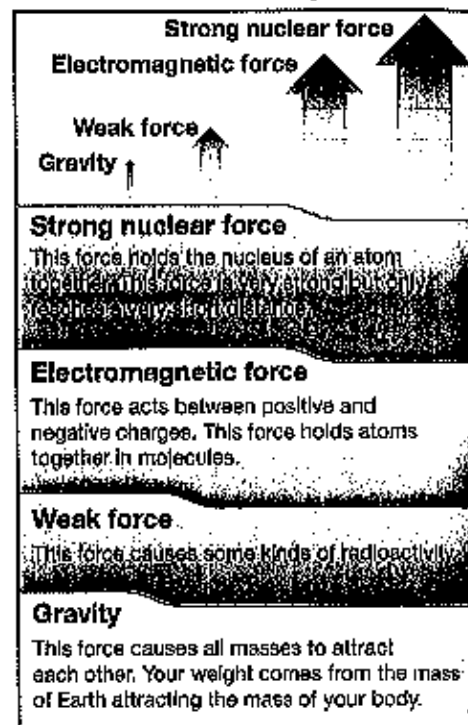 Strong nuclear force
Electromagnetic force
Weak force
Gravity
Strong nuclear force
This force holds the nucleus of an atom
together. This force is very strong but only
reaches a very short distance.
Electromagnetic force
This force acts between positive and
negative charges. This force holds atoms
together in molecules.
Weak force
This force causes some kinds of radioactivity.
Gravity
This force causes all masses to attract
each other. Your weight comes from the mass
of Earth attracting the mass of your body.